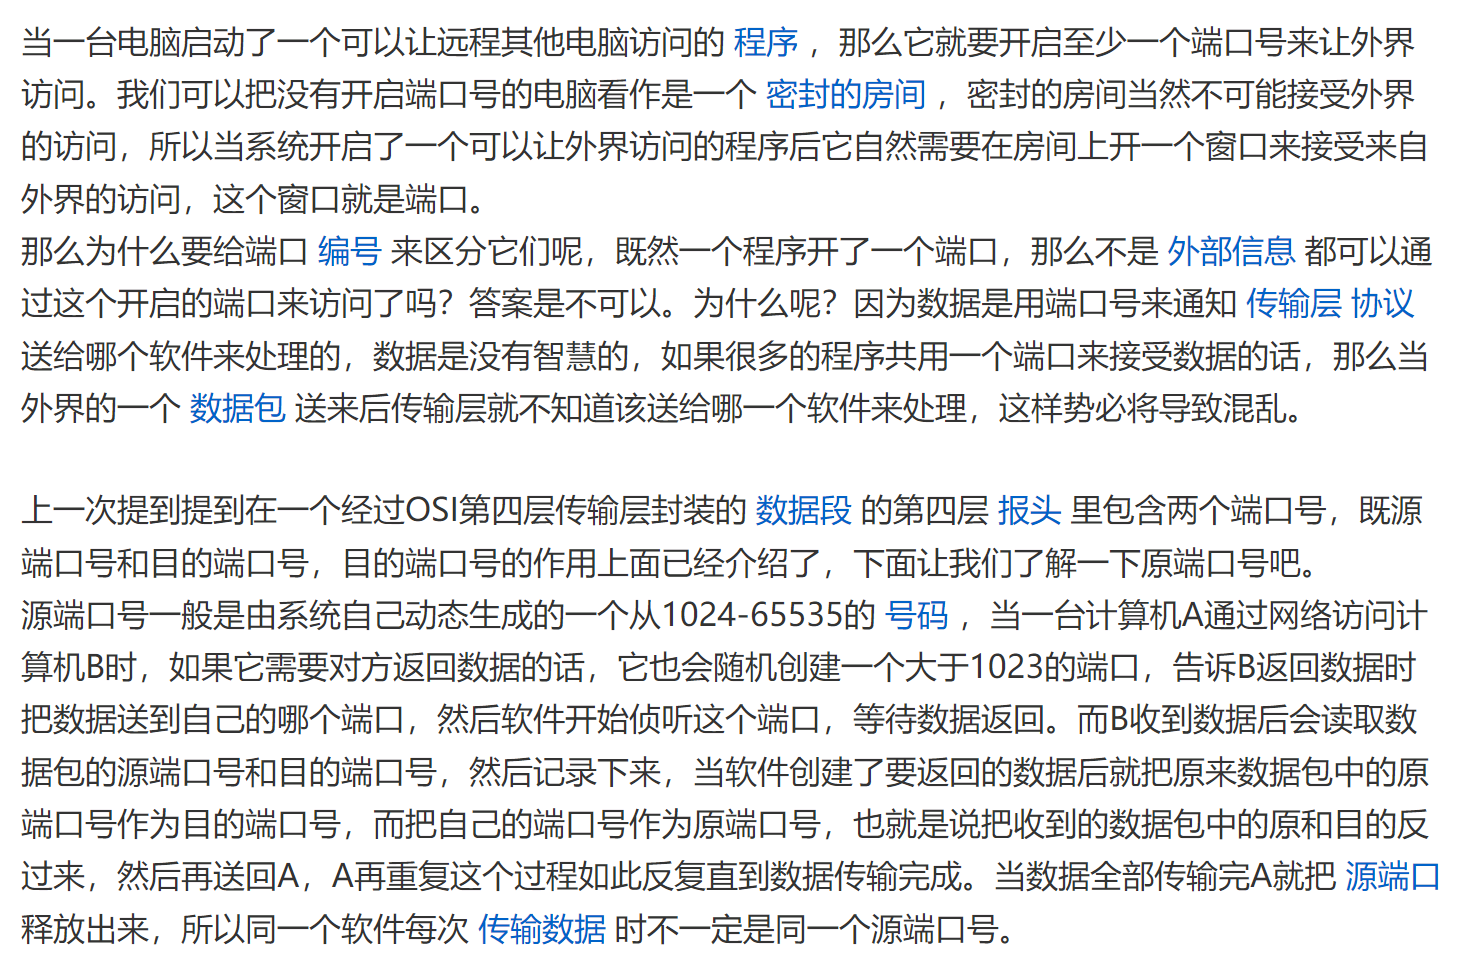 当一台电脑启动了一个可以让远程其他电脑访问的 程序 ，那么它就要开启至少一个端口号来让外界
访问。我们可以把没有开启端口号的电脑看作是一个 密封的房间 ，密封的房间当然不可能接受外界
的访问，所以当系统开启了一个可以让外界访问的程序后它自然需要在房间上开一个窗口来接受来自
外界的访问，这个窗口就是端口。
那么为什么要给端口 编号 来区分它们呢，既然一个程序开了一个端口，那么不是 外部信息 都可以通
过这个开启的端口来访问了吗？答案是不可以。为什么呢？因为数据是用端口号来通知 传输层 协议
送给哪个软件来处理的，数据是没有智慧的，如果很多的程序共用一个端口来接受数据的话，那么当
外界的一个 数据包 送来后传输层就不知道该送给哪一个软件来处理，这样势必将导致混乱。
上一次提到提到在一个经过OSI第四层传输层封装的 数据段 的第四层 报头 里包含两个端口号，既源
端口号和目的端口号，目的端口号的作用上面已经介绍了，下面让我们了解一下原端口号吧。
源端口号一般是由系统自己动态生成的一个从1024-65535的 号码 ，当一台计算机A通过网络访问计
算机B时，如果它需要对方返回数据的话，它也会随机创建一个大于1023的端口，告诉B返回数据时
把数据送到自己的哪个端口，然后软件开始侦听这个端口，等待数据返回。而B收到数据后会读取数
据包的源端口号和目的端口号，然后记录下来，当软件创建了要返回的数据后就把原来数据包中的原
端口号作为目的端口号，而把自己的端口号作为原端口号，也就是说把收到的数据包中的原和目的反
过来，然后再送回A，A再重复这个过程如此反复直到数据传输完成。当数据全部传输完A就把 源端口
释放出来，所以同一个软件每次 传输数据 时不一定是同一个源端口号。